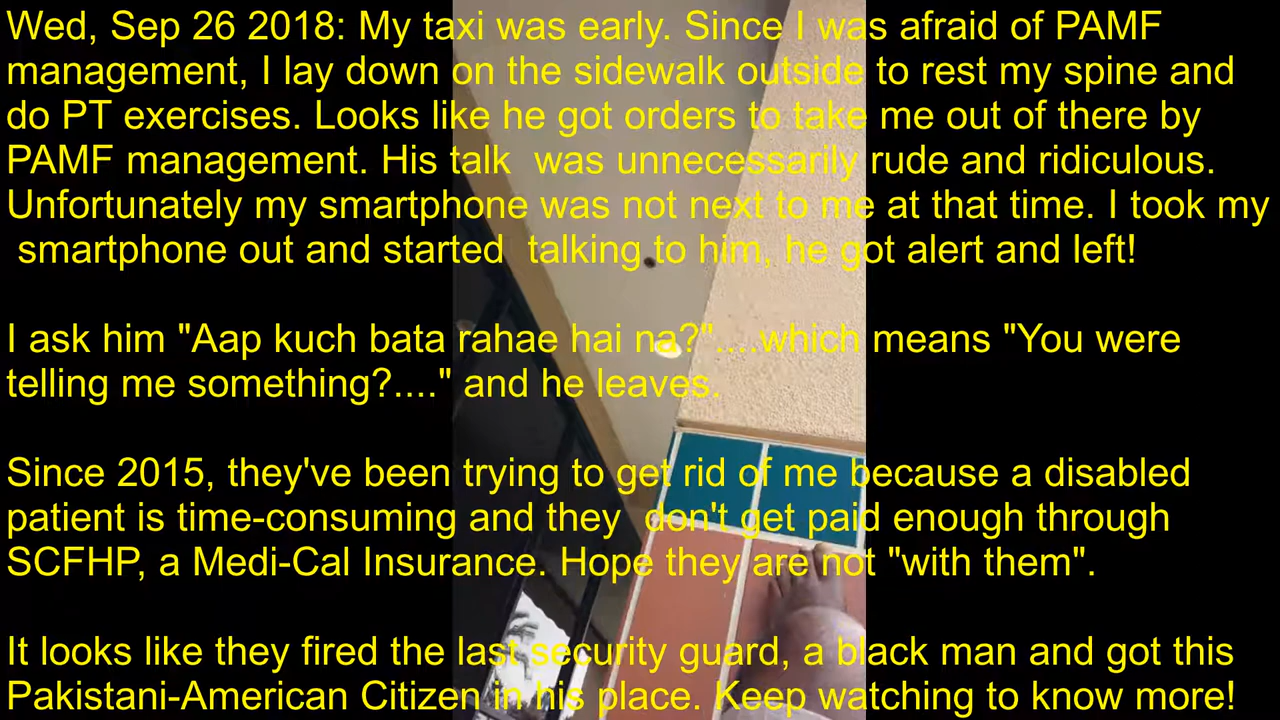 Wed, Sep 26 2018: My taxi was early. Since I was afraid of PAMF
management, I lay down on the sidewalk outside to rest my spine and
do PT exercises. Looks like he got orders to take me out of there by
PAMF management. His talk  was unnecessarily rude and ridiculous.
Unfortunately my smartphone was not next to me at that time. I took my
smartphone out and started  talking to him, he got alert and left!
I ask him "Aap kuch bata rahae hai na?"....which means "You were
telling me something?...." and he leaves.
Since 2015, they've been trying to get rid of me because a disabled
patient is time-consuming and they  don't get paid enough through
SCFHP, a Medi-Cal Insurance. Hope they are not "with them".
It looks like they fired the last security guard, a black man and got this
Pakistani-American Citizen in his place. Keep watching to know more!